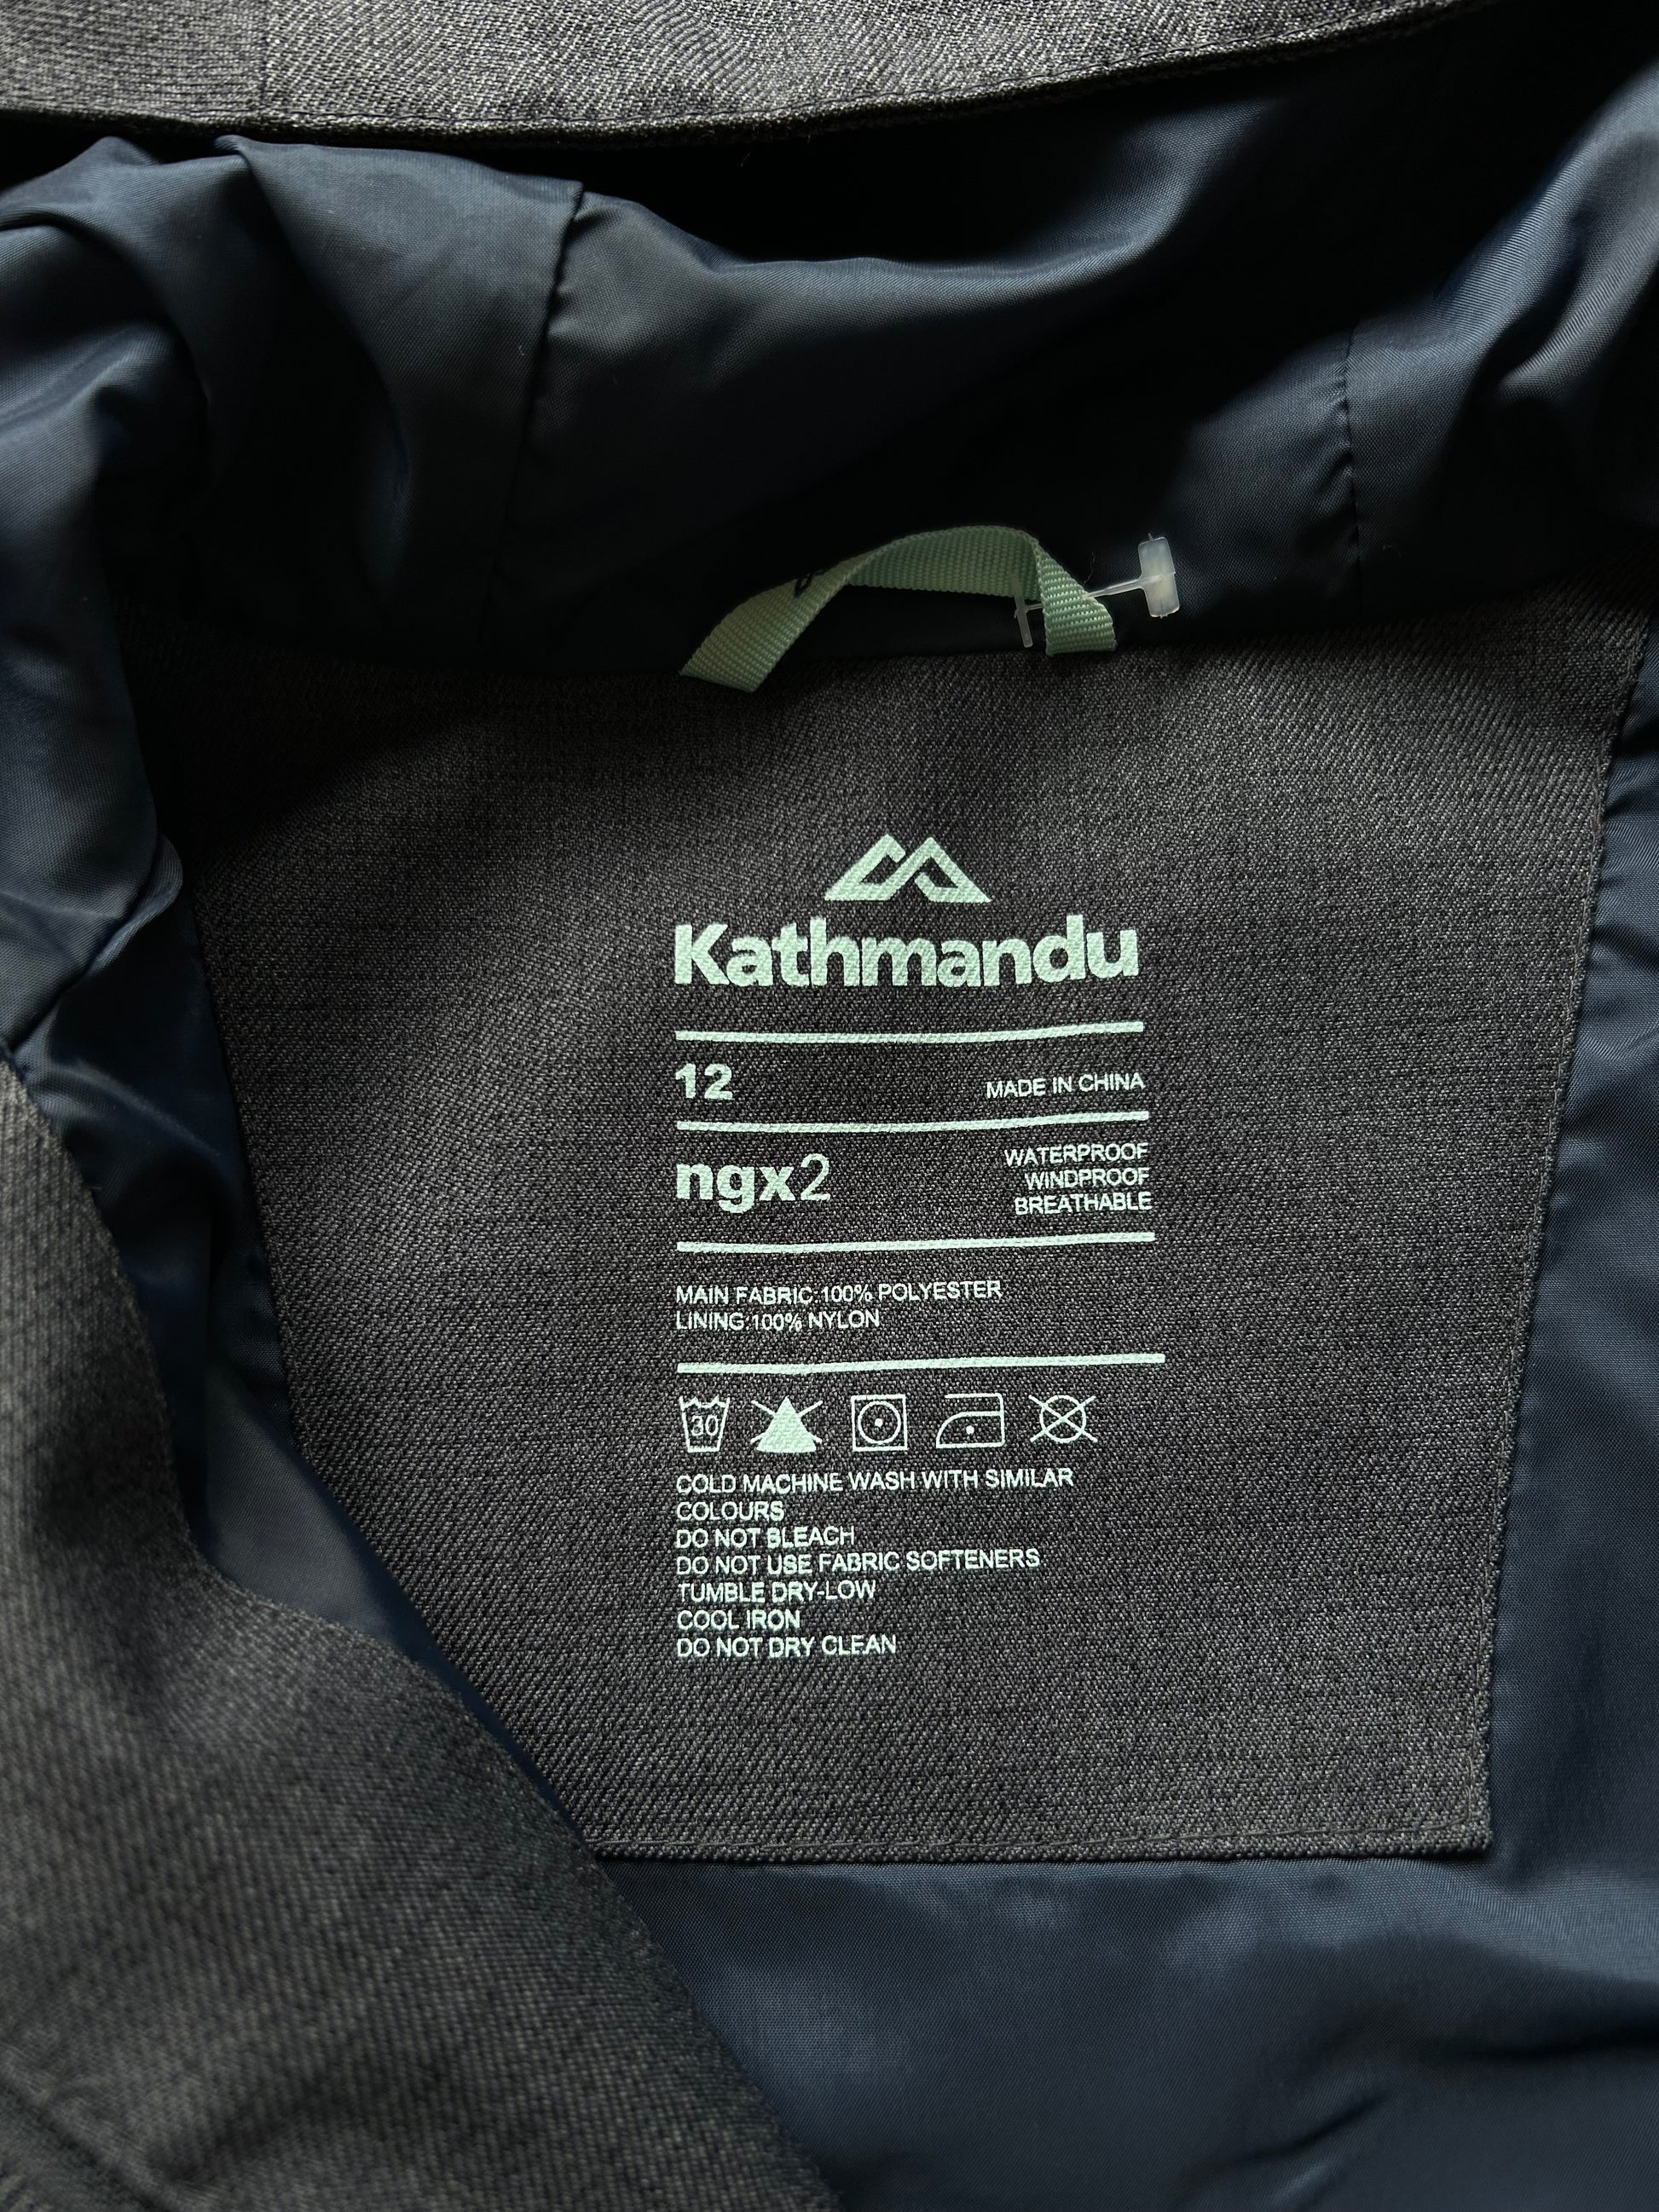 Kathmandu
12 MADE IN CHINA
ngx2 WATERPROOF
WINDPROOF
BREATHABLE
MAIN FABRIC:100% POLYESTER
LINING:100% NYLON
30
COLD MACHINE WASH WITH SIMILAR
COLOURS
DO NOT BLEACH
DO NOT USE FABRIC SOFTENERS
TUMBLE DRY-LOW
COOL IRON
DO NOT DRY CLEAN